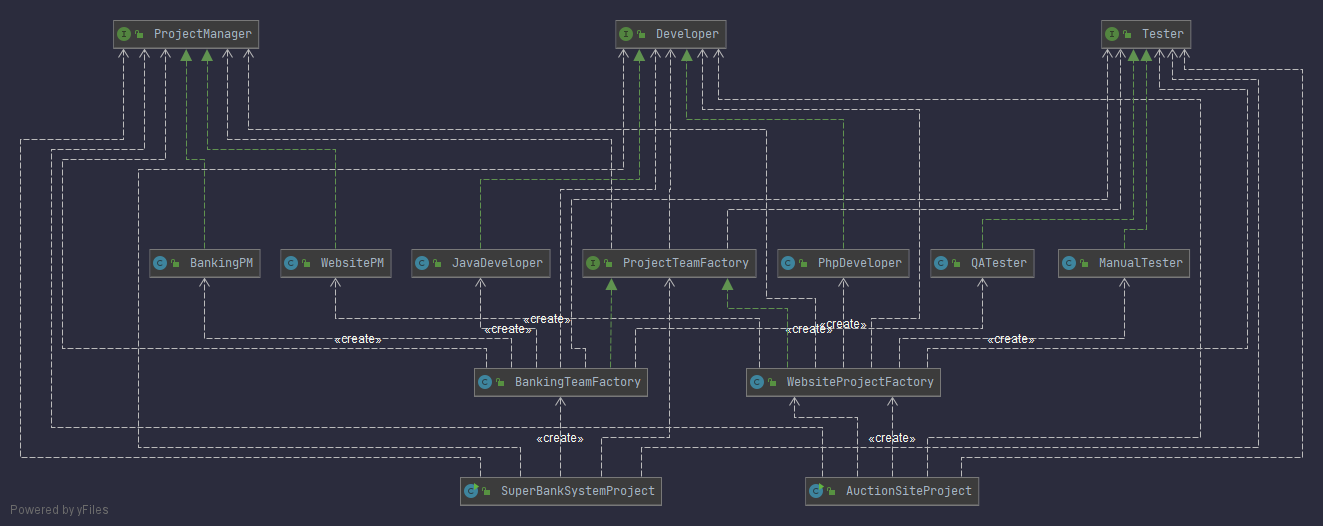 ProjectManager
Developer
Tester
BankingPM
WebsitePM
JavaDeveloper
ProjectTeamFactory
PhpDeveloper
QATester
ManualTester
«create»
«create»
«create»
«create»
«create»
«create»
BankingTeamFactory
WebsiteProjectFactory
«create»
«create»
SuperBankSystemProject
AuctionSiteProject
Powered by yFiles